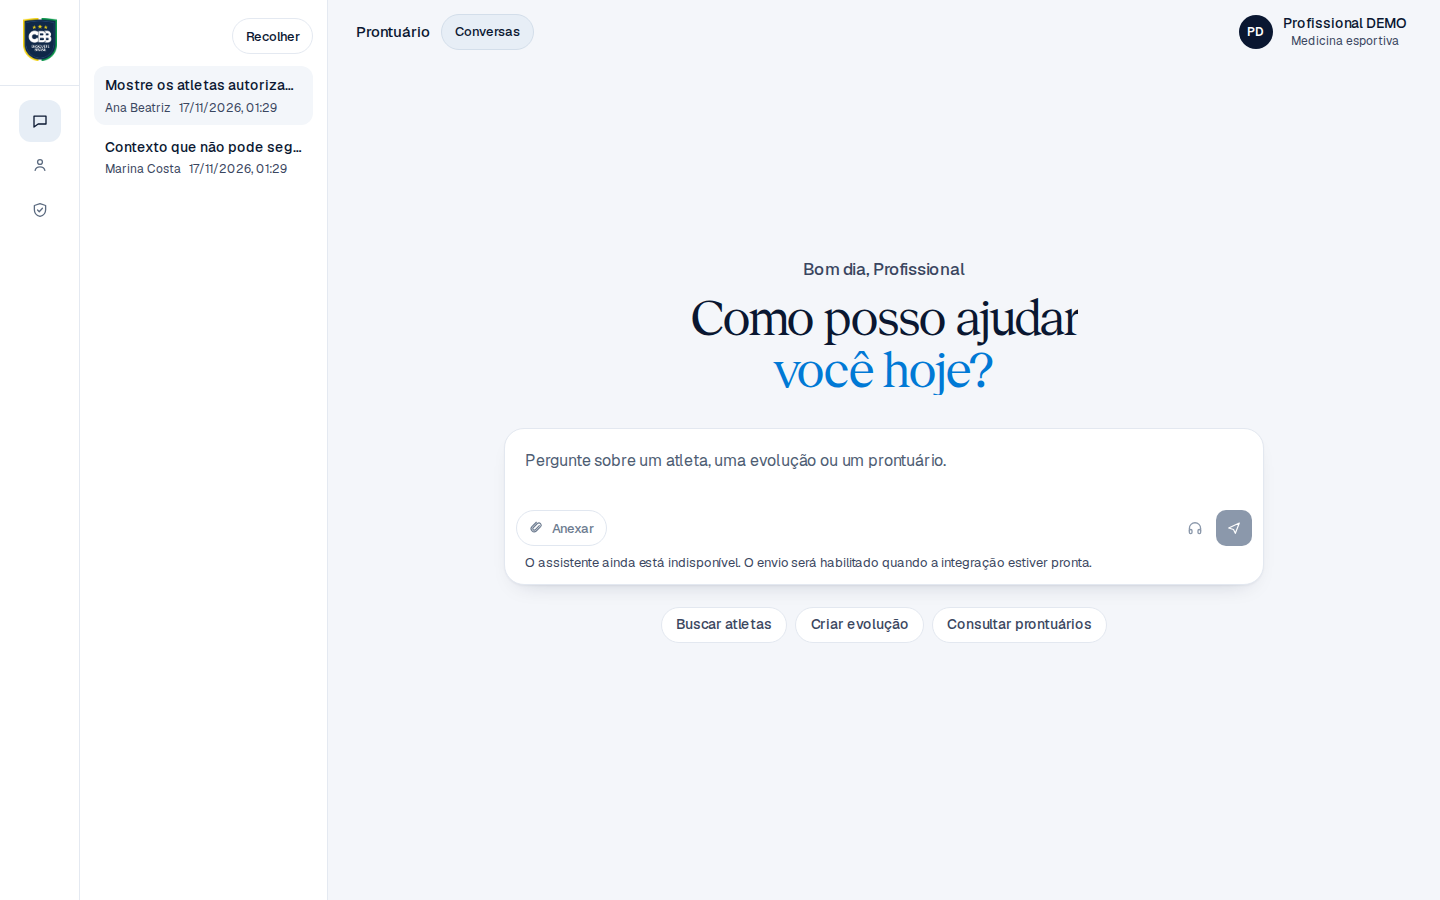 CBB
Recolher
Mostre os atletas autoriza...
Ana Beatriz 17/11/2026, 01:29
Contexto que não pode seg...
Marina Costa 17/11/2026, 01:29
Prontuário
Conversas
PD
Profissional DEMO
Medicina esportiva
Bom dia, Profissional
Como posso ajudar
você hoje?
Pergunte sobre um atleta, uma evolução ou um prontuário.
Anexar
O assistente ainda está indisponível. O envio será habilitado quando a integração estiver pronta.
Buscar atletas
Criar evolução
Consultar prontuários